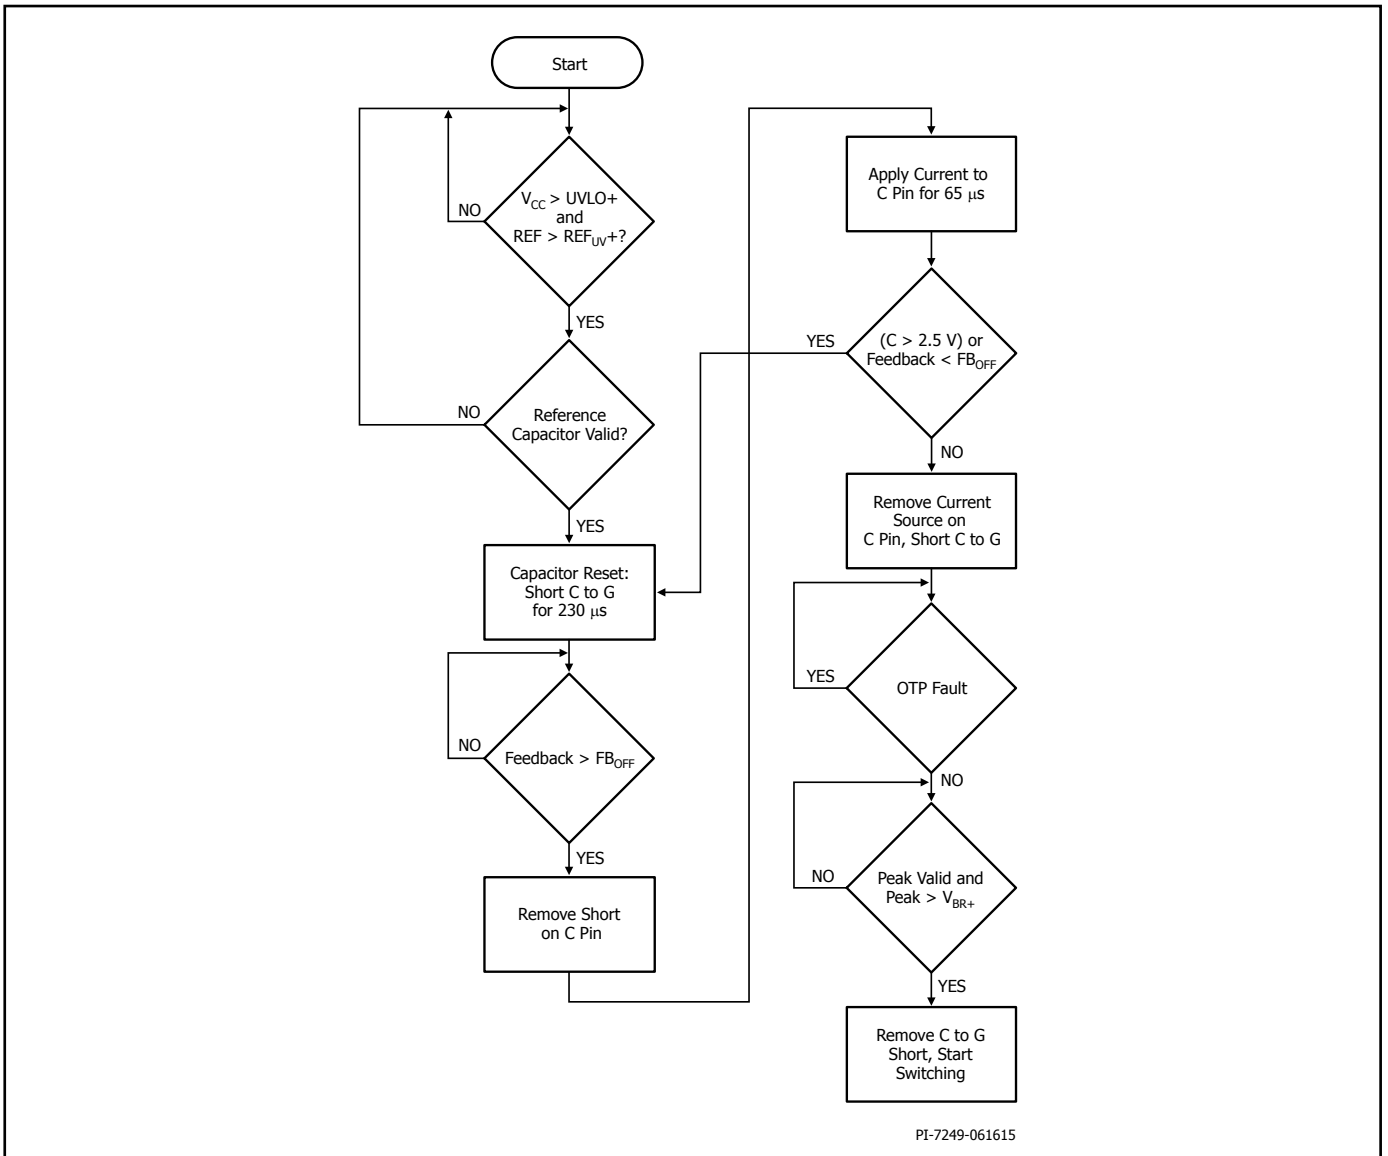 Start
V_CC > UVLO+
and
REF > REF_UV+?
NO
YES
Reference
Capacitor Valid?
NO
YES
Capacitor Reset:
Short C to G
for 230 μs
Feedback > FB_OFF
NO
YES
Remove Short
on C Pin
Apply Current to
C Pin for 65 μs
(C > 2.5 V) or
Feedback < FB_OFF
YES
NO
Remove Current
Source on
C Pin, Short C to G
OTP Fault
YES
NO
Peak Valid and
Peak > V_BR+
NO
YES
Remove C to G
Short, Start
Switching
PI-7249-061615